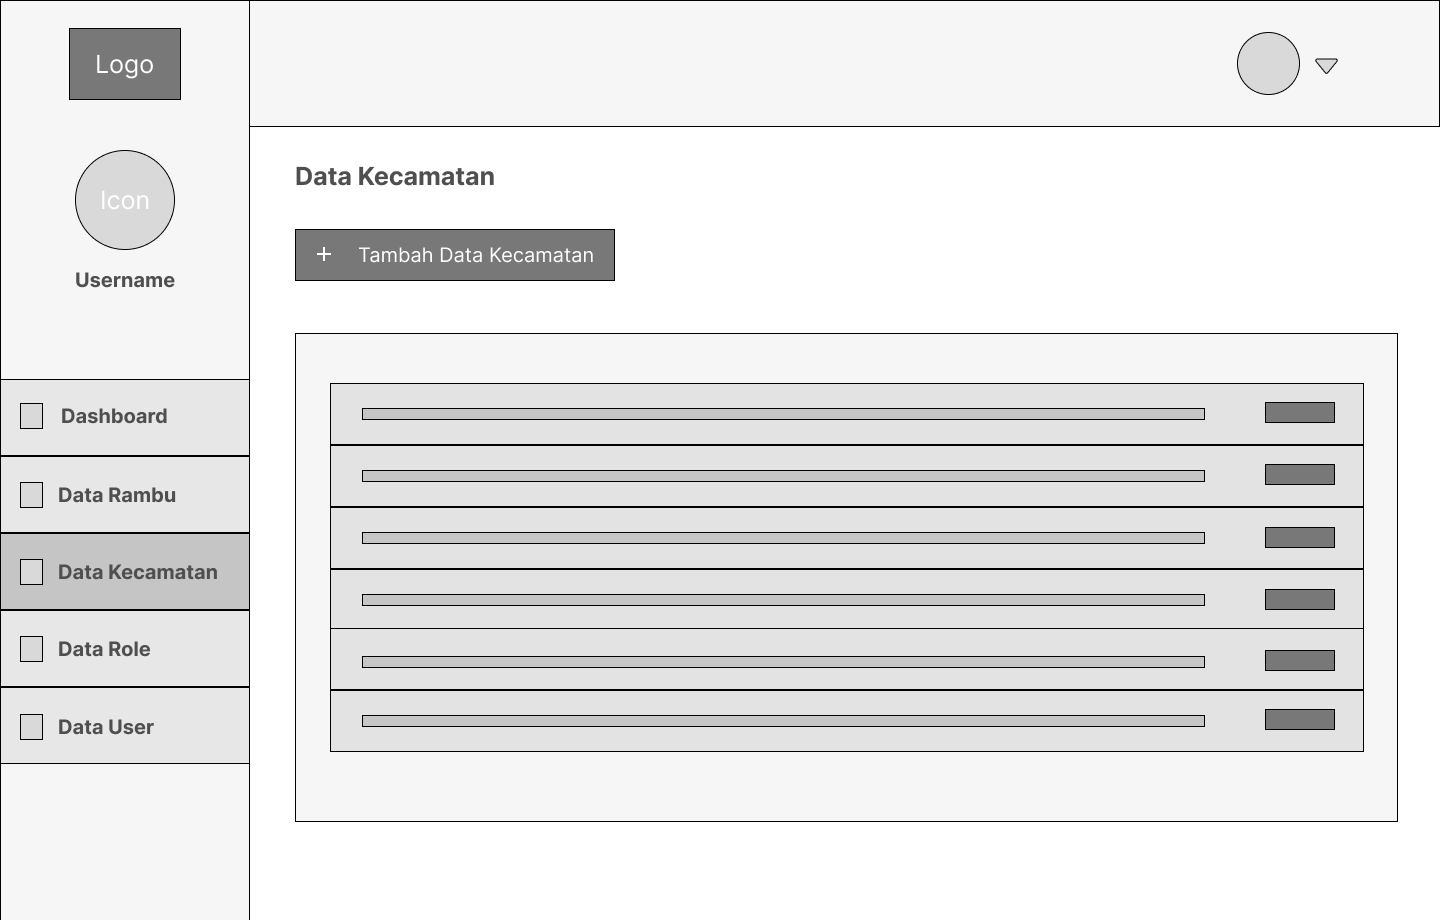 Logo
Icon
Username
Dashboard
Data Rambu
Data Kecamatan
Data Role
Data User
Data Kecamatan
+ Tambah Data Kecamatan